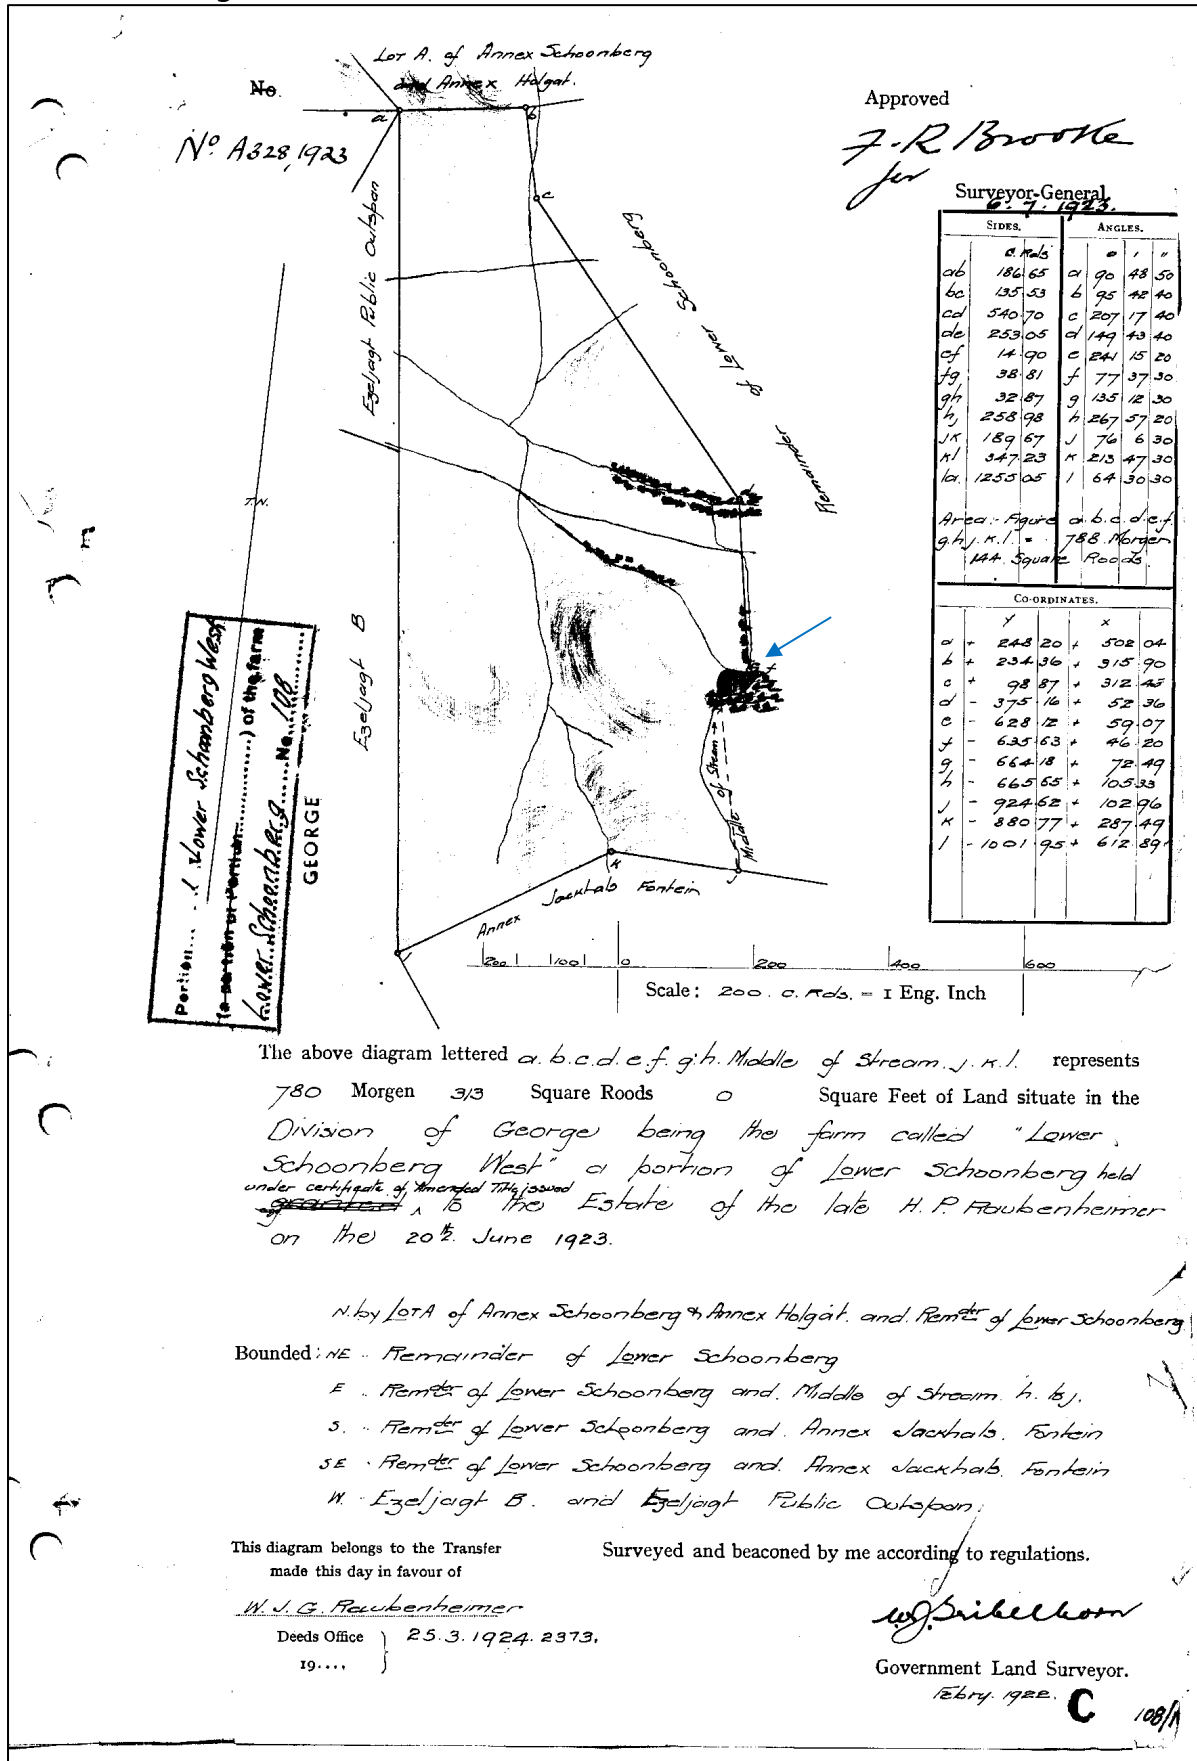 Lot A. of Annex Schoonberg
and Annex Holgat.
No.
Nº A328,1923
Approved
F. R Brooke
for
Surveyor-General
6. 7. 1923.
SIDES. ANGLES.
C. Rds ° ' "
ab 186 65 a 90 48 50
bc 135 53 b 95 42 40
cd 540 70 c 207 17 40
de 253 05 d 149 43 40
ef 14 90 e 241 15 20
fg 38 81 f 77 37 30
gh 32 87 g 135 12 30
hj 258 98 h 267 57 20
jk 189 67 j 76 6 30
kl 347 23 k 213 47 30
la 1255 05 l 64 30 30
Area:- Figure a.b.c.d.e.f.
g.h.j.k.l. = 788 Morgen
144 Square Roods.
CO-ORDINATES.
y x
a + 248 20 + 502 04
b + 234 36 + 315 90
c + 98 87 + 312 45
d - 375 16 + 52 36
e - 628 12 + 59 07
f - 635 63 + 46 20
g - 664 18 + 72 49
h - 665 65 + 105 33
j - 924 62 + 102 96
k - 880 77 + 287 49
l - 1001 95 + 612 89
a
b
c
Ezeljagt Public Outspan
Remainder of Lower Schoonberg
T.N.
Ezeljagt B
Middle of Stream
K
J
Annex Jackhals Fontein
Portion 1 Lower Schoonberg West
(a portion of Portion) of the farm
Lower Schoonberg No. 108
GEORGE
200 100 0 200 400 600
Scale: 200. C. Rds. = 1 Eng. Inch
The above diagram lettered a.b.c.d.e.f.g.h. Middle of Stream. j.k.l. represents
780 Morgen 313 Square Roods 0 Square Feet of Land situate in the
Division of George being the farm called "Lower
Schoonberg West" a portion of Lower Schoonberg held
under certificate of Amended Title issued
granted to the Estate of the late H. P. Raubenheimer
on the 20th. June 1923.
N. by Lot A of Annex Schoonberg & Annex Holgat. and. Remder of Lower Schoonberg
Bounded: NE .. Remainder of Lower Schoonberg
E .. Remder of Lower Schoonberg and. Middle of Stream h. to j.
S. .. Remder of Lower Schoonberg and. Annex Jackhals. Fontein
SE . Remder of Lower Schoonberg and. Annex Jackhals. Fontein
W. Ezeljagt B. and Ezeljagt Public Outspan.
This diagram belongs to the Transfer
made this day in favour of
W. J. G. Raubenheimer
Deeds Office } 25.3.1924.2373.
19....
Surveyed and beaconed by me according to regulations.
Government Land Surveyor.
Febry. 1922.
C
108/1